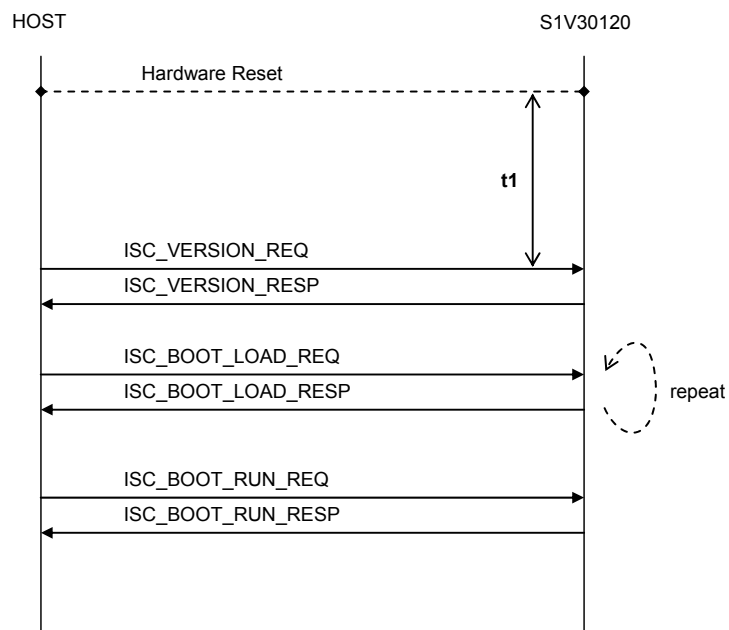 HOST
S1V30120
Hardware Reset
t1
ISC_VERSION_REQ
ISC_VERSION_RESP
ISC_BOOT_LOAD_REQ
ISC_BOOT_LOAD_RESP
repeat
ISC_BOOT_RUN_REQ
ISC_BOOT_RUN_RESP